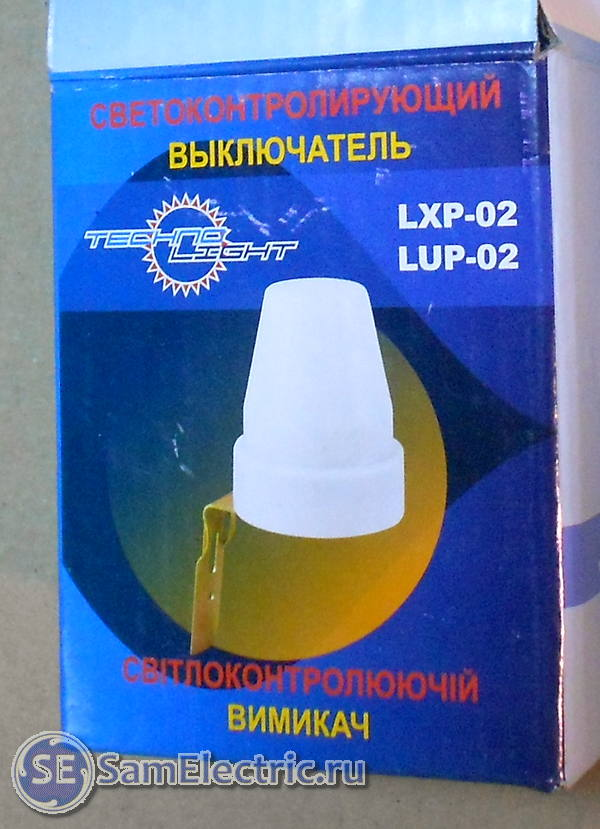 СВЕТОКОНТРОЛИРУЮЩИЙ
ВЫКЛЮЧАТЕЛЬ
TECHNO
LIGHT
LXP-02
LUP-02
СВІТЛОКОНТРОЛЮЮЧІЙ
ВИМИКАЧ
SE SamElectric.ru